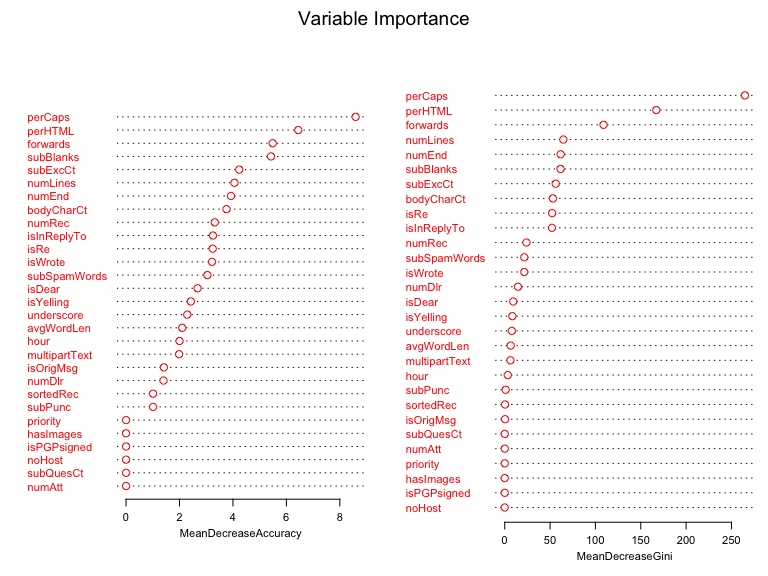 Variable Importance
perCaps
perHTML
forwards
subBlanks
subExcCt
numLines
numEnd
bodyCharCt
numRec
isInReplyTo
isRe
isWrote
subSpamWords
isDear
isYelling
underscore
avgWordLen
hour
multipartText
isOrigMsg
numDlr
sortedRec
subPunc
priority
hasImages
isPGPsigned
noHost
subQuesCt
numAtt
0 2 4 6 8
MeanDecreaseAccuracy
perCaps
perHTML
forwards
numLines
numEnd
subBlanks
subExcCt
bodyCharCt
isRe
isInReplyTo
numRec
subSpamWords
isWrote
numDlr
isDear
isYelling
underscore
avgWordLen
multipartText
hour
subPunc
sortedRec
isOrigMsg
subQuesCt
numAtt
priority
hasImages
isPGPsigned
noHost
0 50 100 150 200 250
MeanDecreaseGini